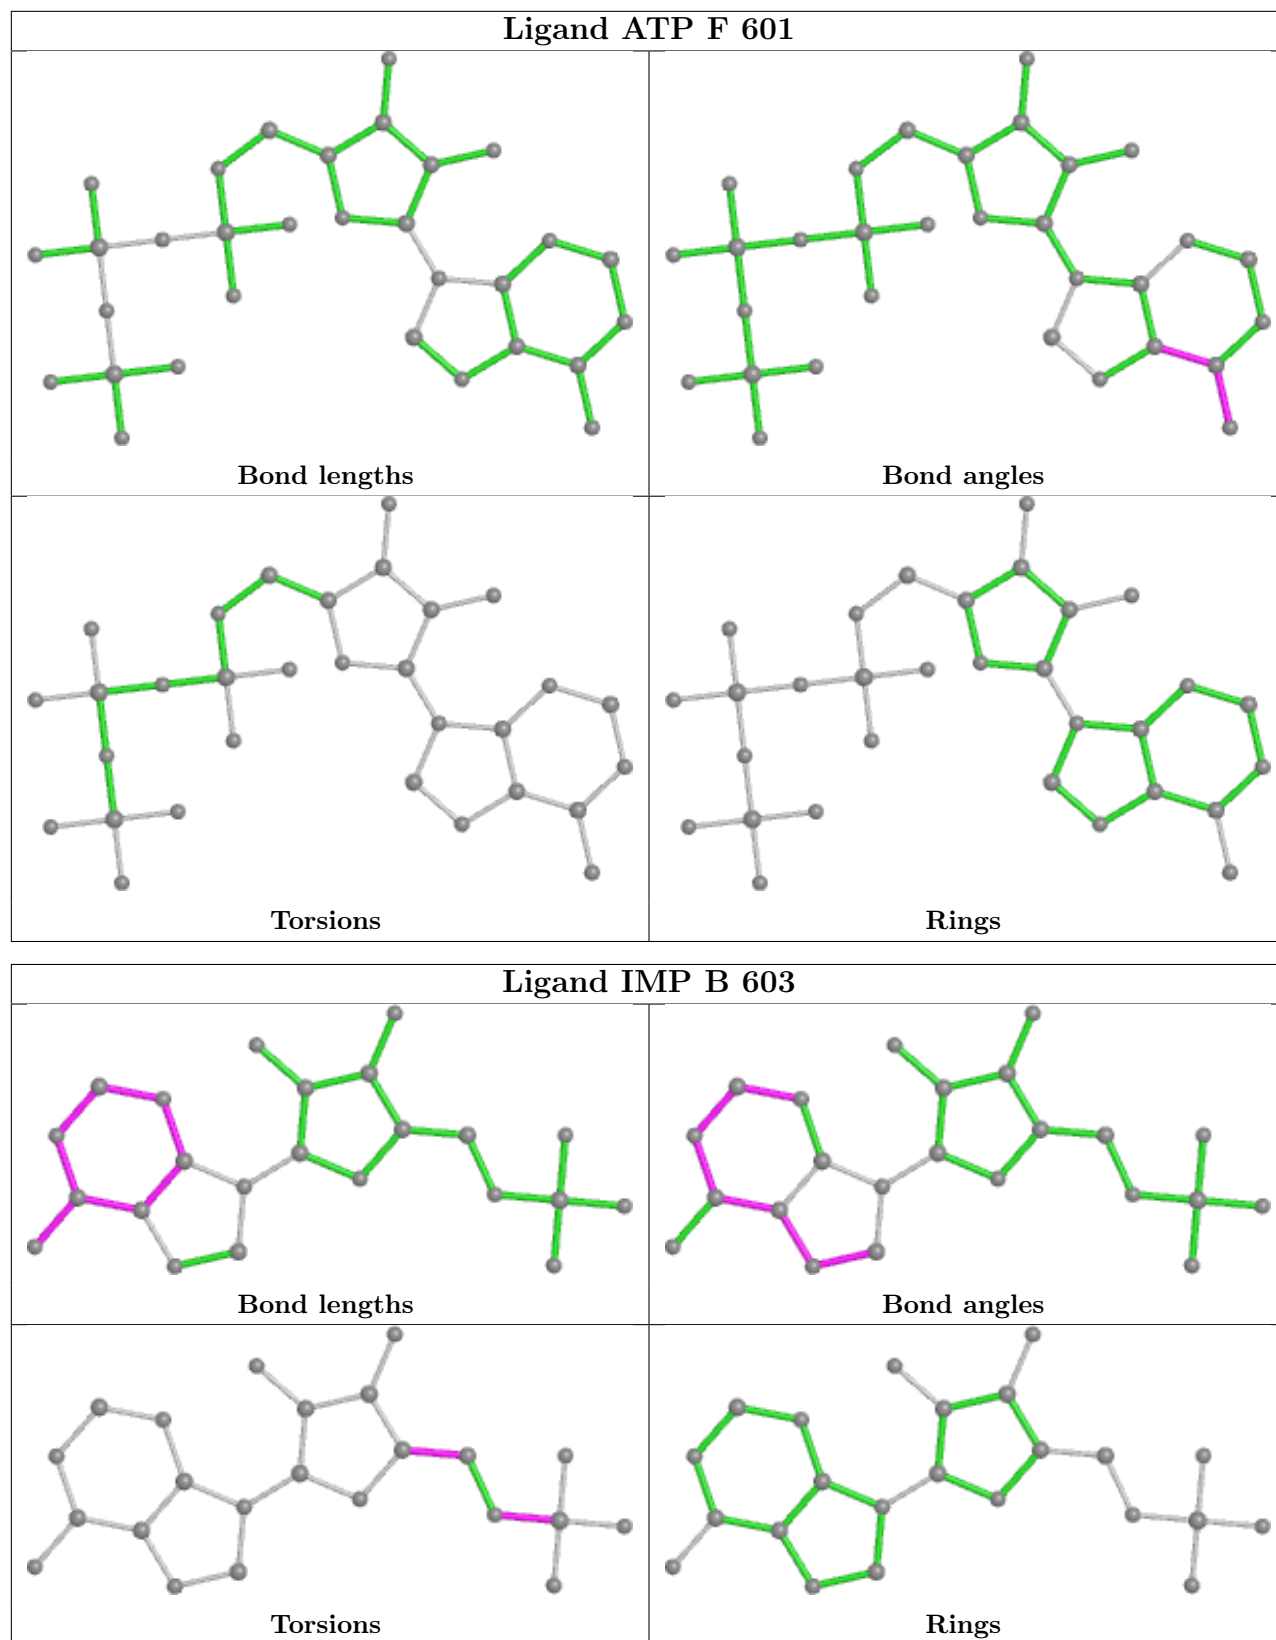 Ligand ATP F 601
Bond lengths
Bond angles
Torsions
Rings
Ligand IMP B 603
Bond lengths
Bond angles
Torsions
Rings